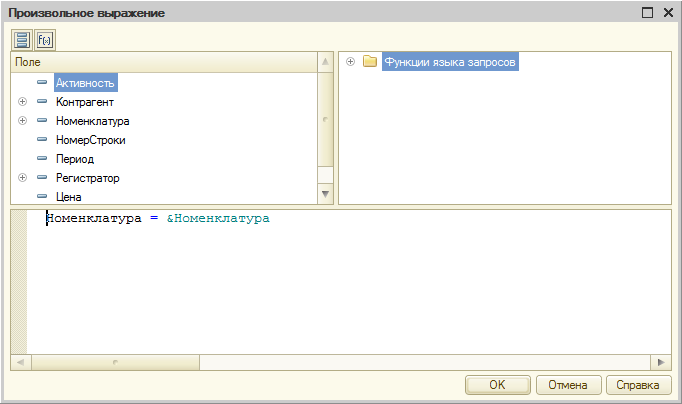 Произвольное выражение
f(x)
Поле
Активность
Контрагент
Номенклатура
НомерСтроки
Период
Регистратор
Цена
Функции языка запросов
Номенклатура = &Номенклатура
OK
Отмена
Справка